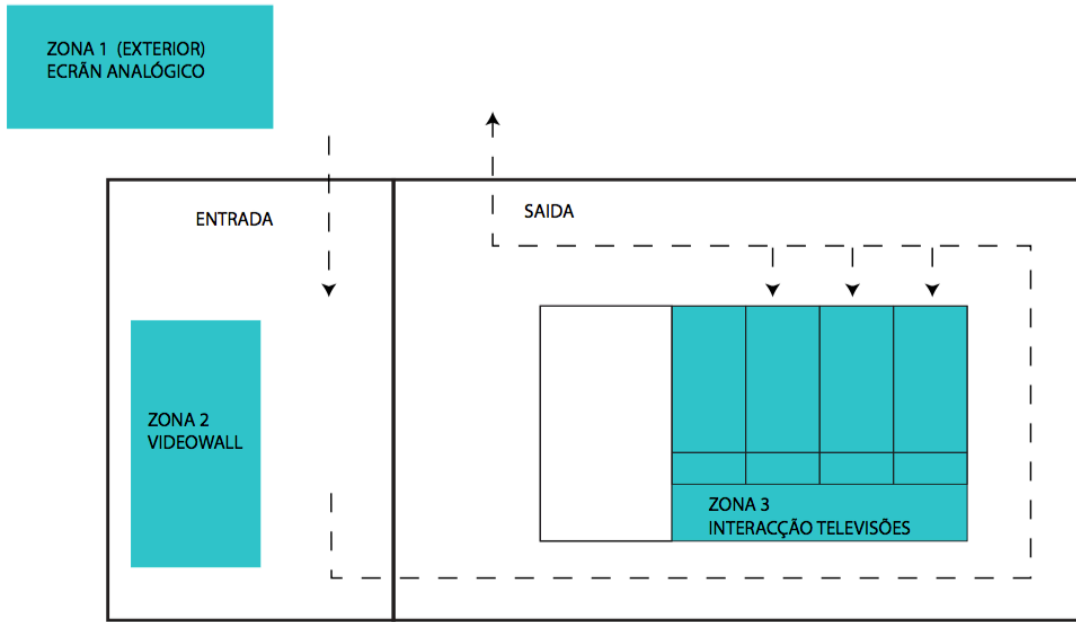 ZONA 1 (EXTERIOR)
ECRÃN ANALÓGICO
ENTRADA
SAIDA
ZONA 2
VIDEOWALL
ZONA 3
INTERACÇÃO TELEVISÕES